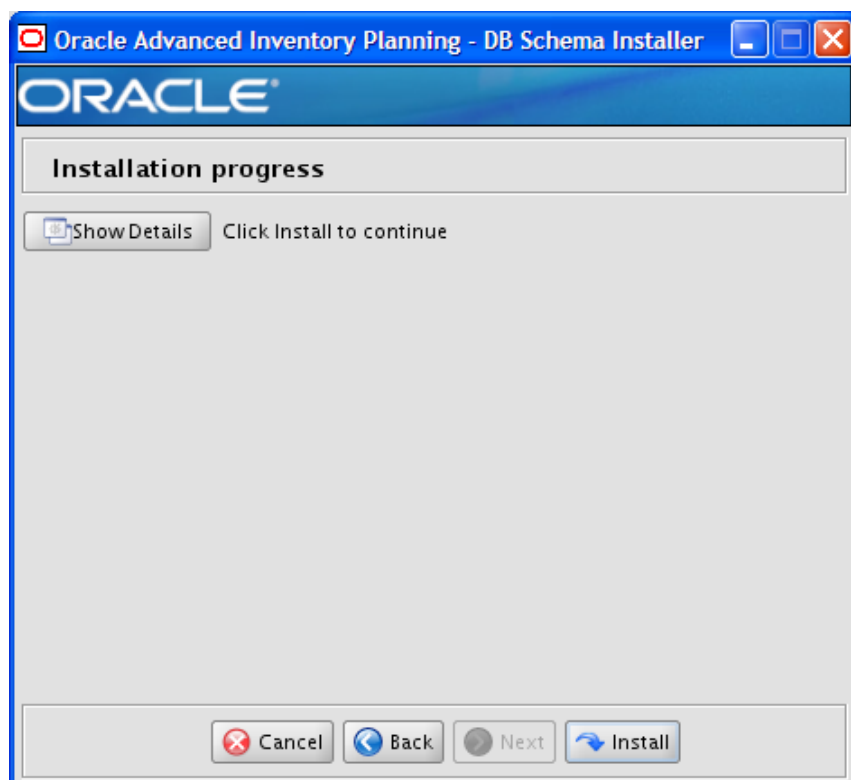 Oracle Advanced Inventory Planning - DB Schema Installer
ORACLE
Installation progress
Show Details Click Install to continue
Cancel Back Next Install